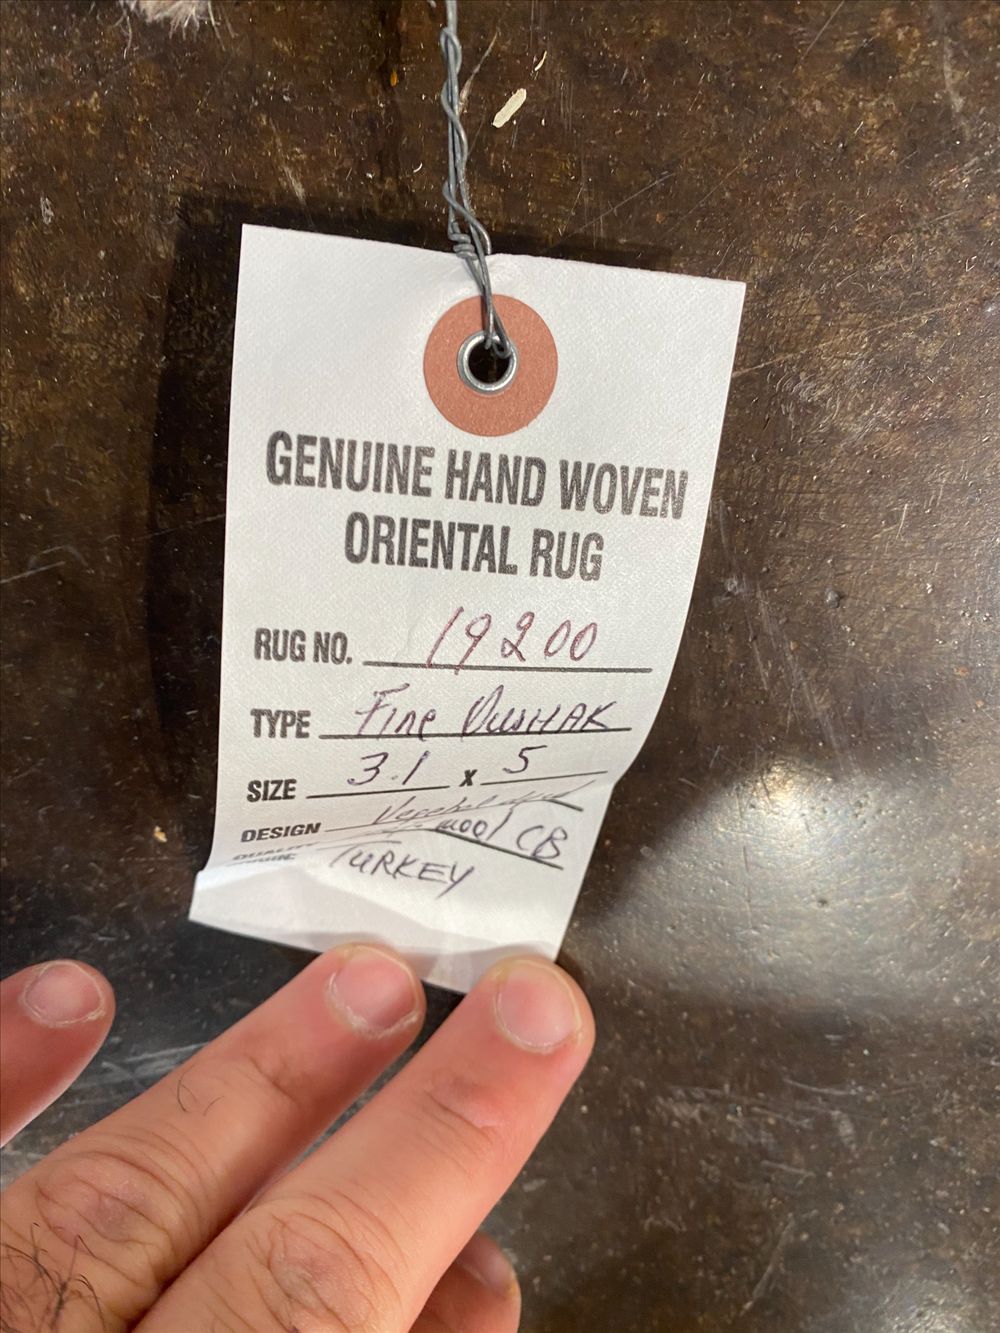 GENUINE HAND WOVEN
ORIENTAL RUG
RUG NO. 19200
TYPE Fine OUSHAK
SIZE 3.1 x 5
DESIGN
wool CB
TURKEY